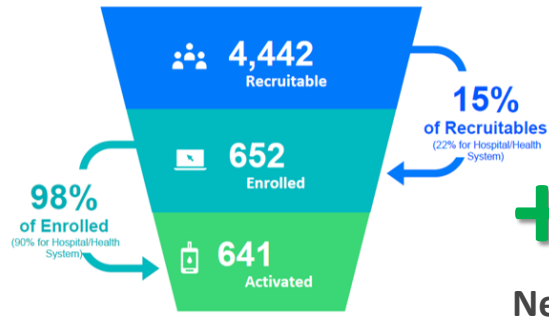 4,442
Recruitable
15%
of Recruitables
(22% for Hospital/Health
System)
652
Enrolled
98%
of Enrolled
(90% for Hospital/Health
System)
641
Activated
+
Ne